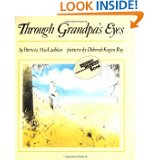 Through Grandpa's Eyes
by Patricia MacLachlan pictures by Deborah Kogan Ray